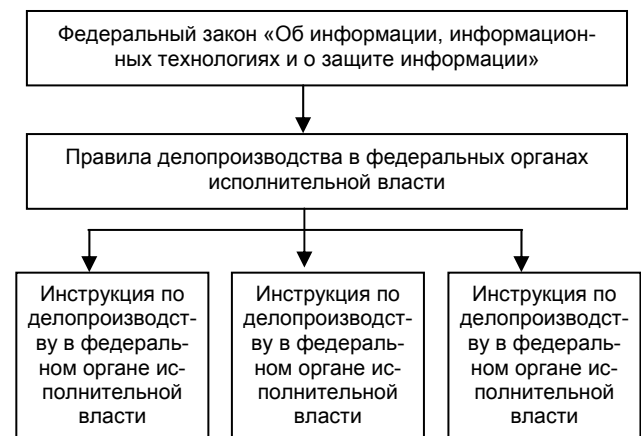 Федеральный закон «Об информации, информацион-
ных технологиях и о защите информации»
Правила делопроизводства в федеральных органах
исполнительной власти
Инструкция по
делопроизводст-
ву в федераль-
ном органе ис-
полнительной
власти
Инструкция по
делопроизводст-
ву в федераль-
ном органе ис-
полнительной
власти
Инструкция по
делопроизводст-
ву в федераль-
ном органе ис-
полнительной
власти